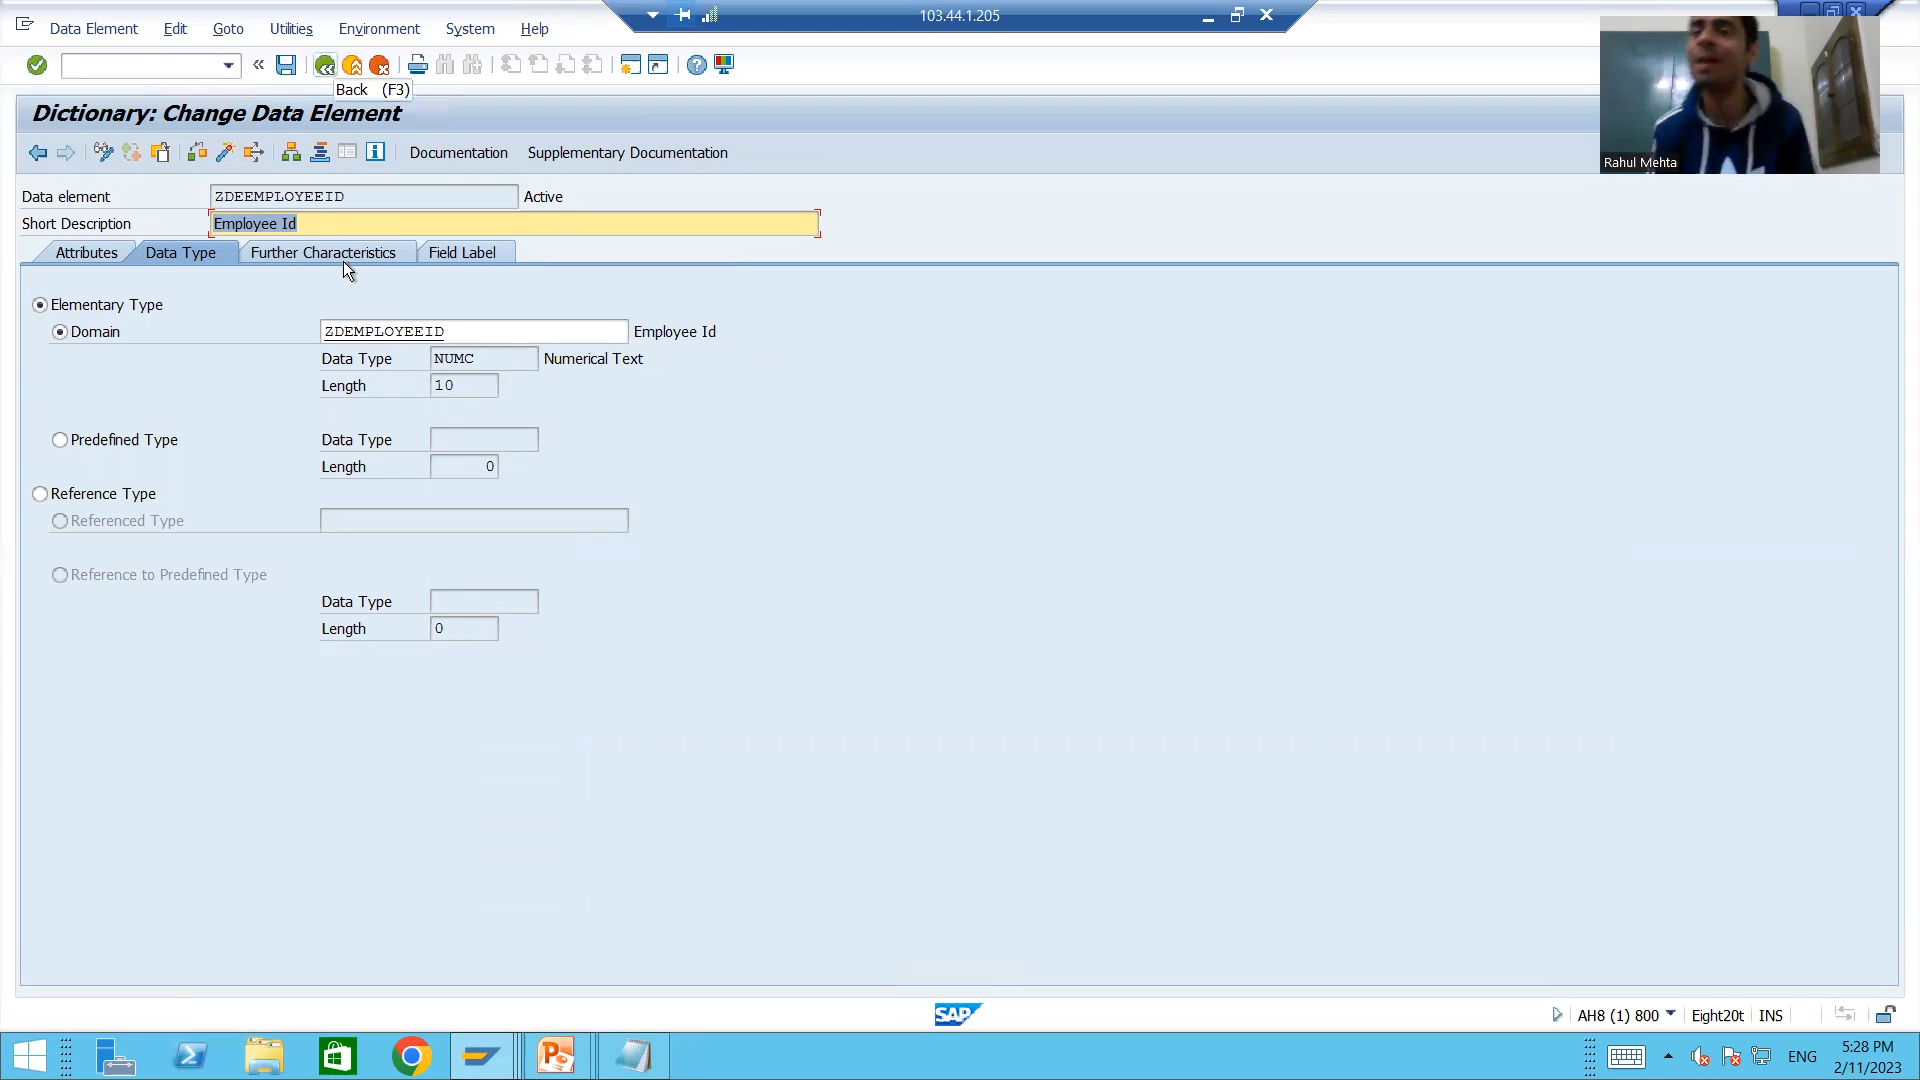 103.44.1.205
Data Element Edit Goto Utilities Environment System Help
Back (F3)
Dictionary: Change Data Element
Documentation Supplementary Documentation
Rahul Mehta
Data element ZDEEMPLOYEEID Active
Short Description Employee Id
Attributes Data Type Further Characteristics Field Label
Elementary Type
Domain ZDEMPLOYEEID Employee Id
Data Type NUMC Numerical Text
Length 10
Predefined Type Data Type
Length 0
Reference Type
Referenced Type
Reference to Predefined Type
Data Type
Length 0
SAP
AH8 (1) 800 Eight20t INS
ENG
5:28 PM
2/11/2023